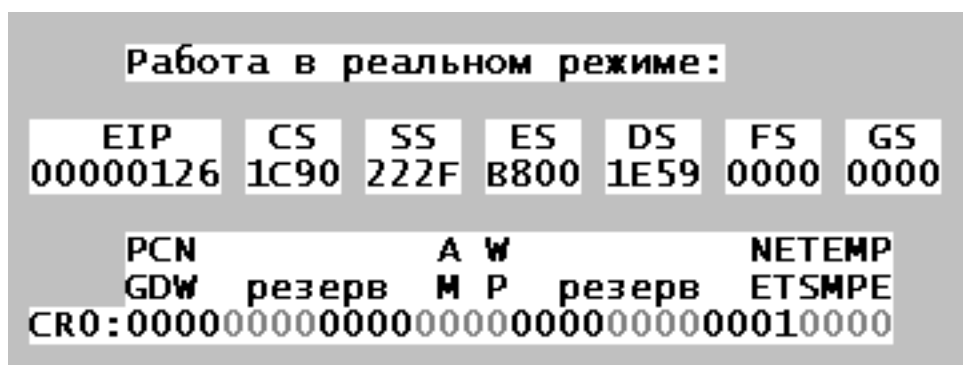 Работа в реальном режиме:
EIP CS SS ES DS FS GS
00000126 1C90 222F B800 1E59 0000 0000
PCN A W NETEMP
GDW резерв M P резерв ETSMPE
CR0:00000000000000000000000000010000